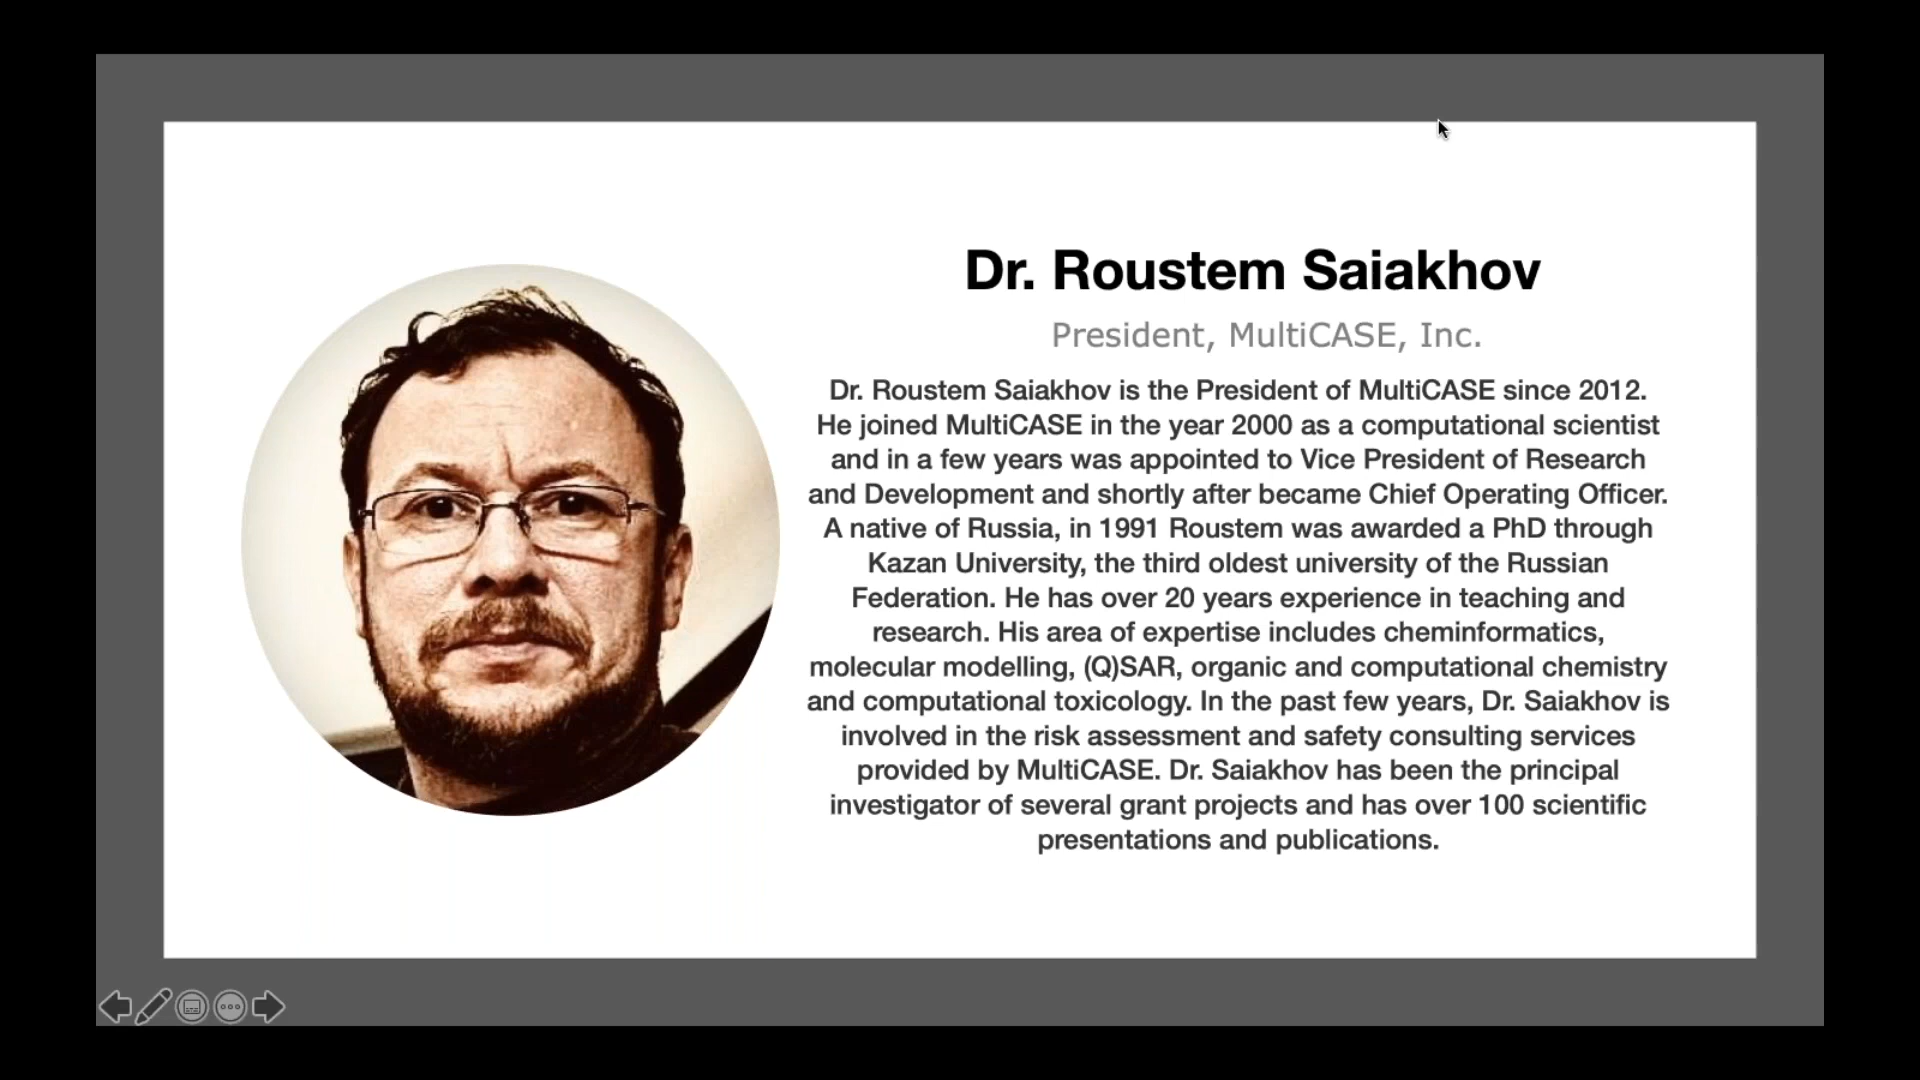 Dr. Roustem Saiakhov
President, MultiCASE, Inc.
Dr. Roustem Saiakhov is the President of MultiCASE since 2012.
He joined MultiCASE in the year 2000 as a computational scientist
and in a few years was appointed to Vice President of Research
and Development and shortly after became Chief Operating Officer.
A native of Russia, in 1991 Roustem was awarded a PhD through
Kazan University, the third oldest university of the Russian
Federation. He has over 20 years experience in teaching and
research. His area of expertise includes cheminformatics,
molecular modelling, (Q)SAR, organic and computational chemistry
and computational toxicology. In the past few years, Dr. Saiakhov is
involved in the risk assessment and safety consulting services
provided by MultiCASE. Dr. Saiakhov has been the principal
investigator of several grant projects and has over 100 scientific
presentations and publications.